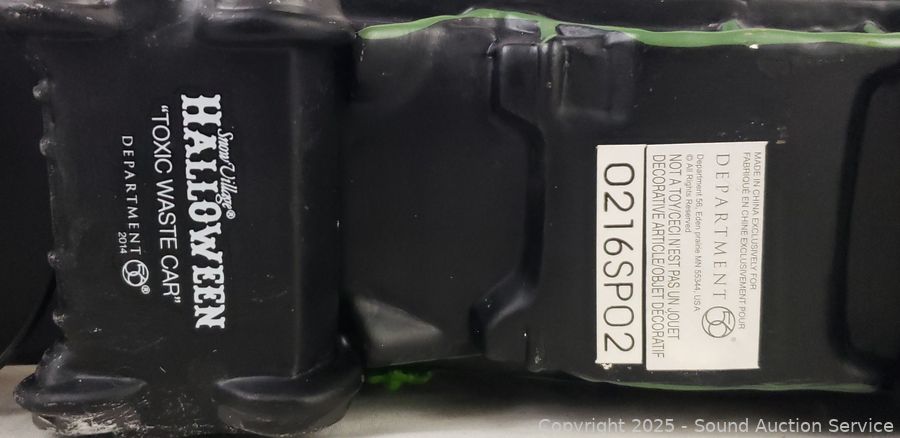 Snow Village®
HALLOWEEN
"TOXIC WASTE CAR"
DEPARTMENT 56®
2014
MADE IN CHINA EXCLUSIVELY FOR
FABRIQUÉ EN CHINE EXCLUSIVEMENT POUR
DEPARTMENT 56®
Department 56, Eden prairie MN 55344, USA
© All Rights Reserved
NOT A TOY/CECI N'EST PAS UN JOUET
DECORATIVE ARTICLE/OBJET DÉCORATIF
0216SP02
Copyright 2025 - Sound Auction Service